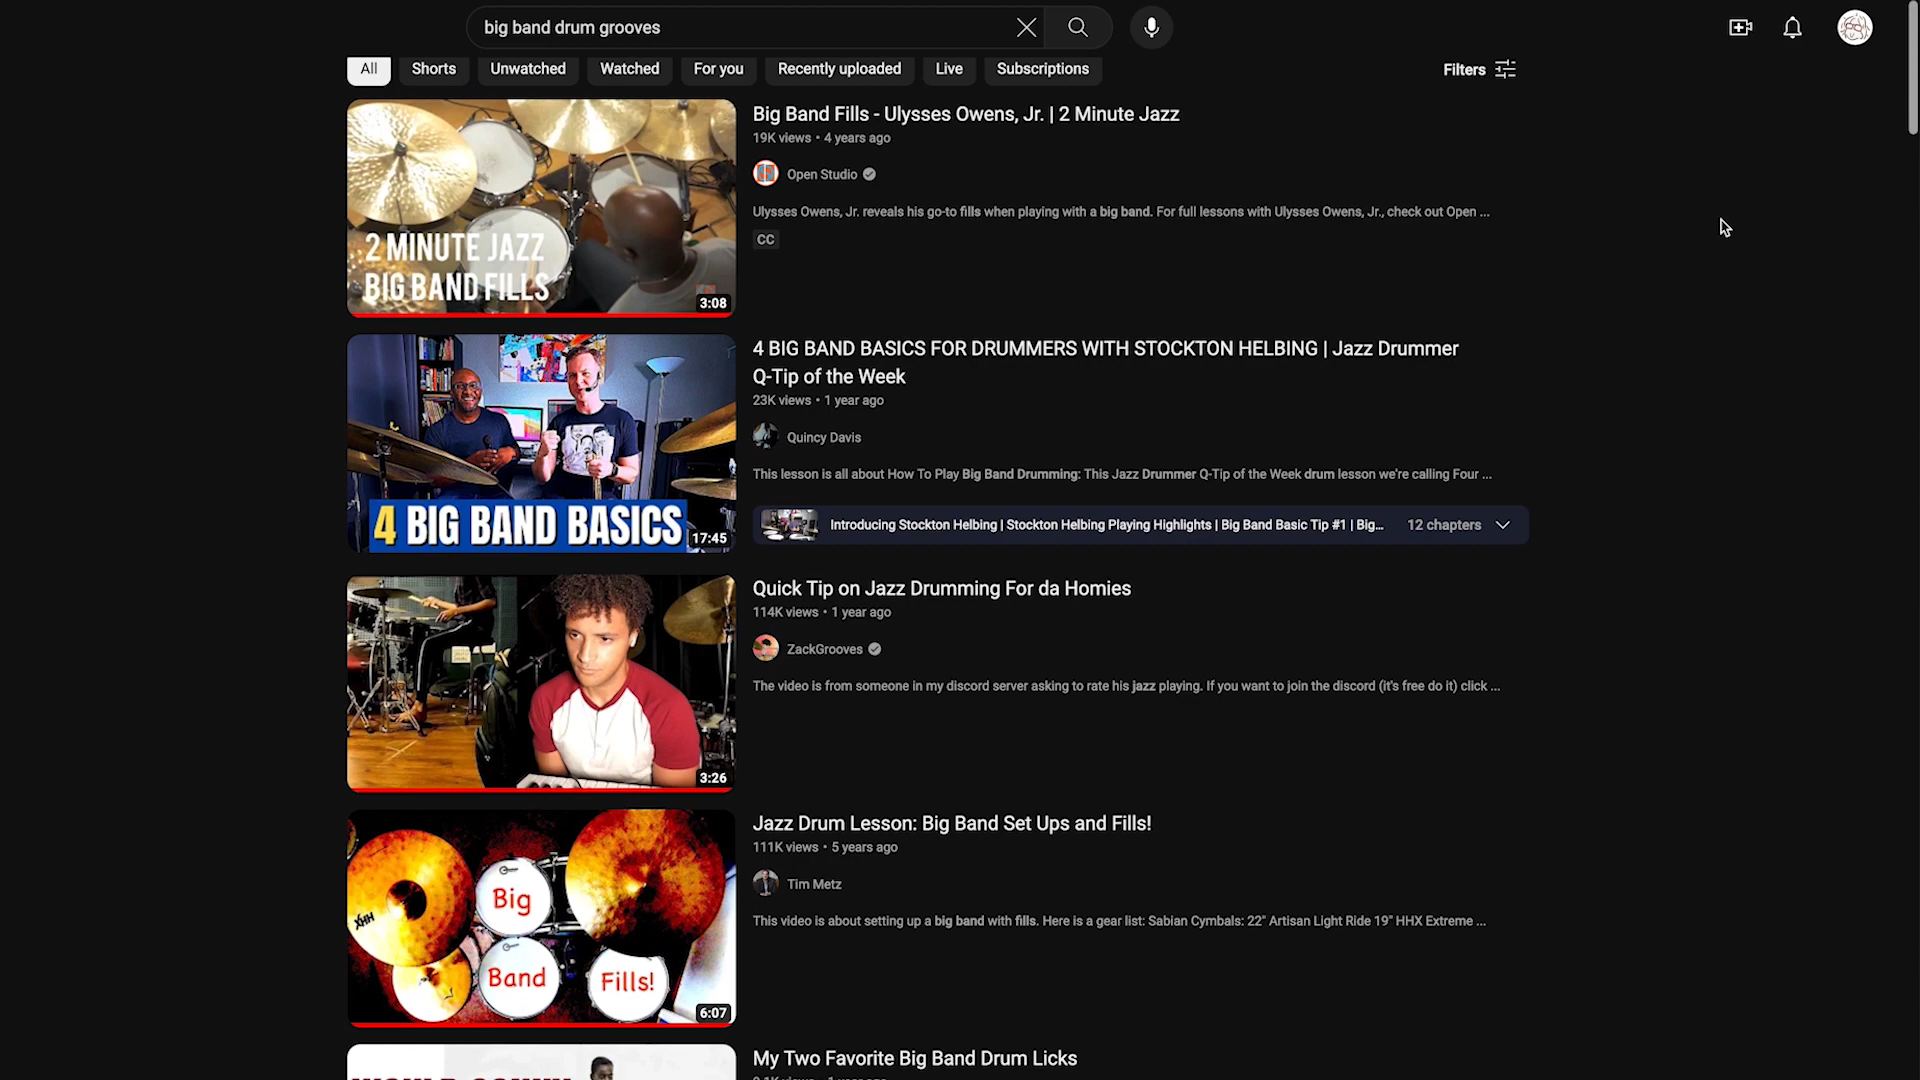 big band drum grooves
All
Shorts
Unwatched
Watched
For you
Recently uploaded
Live
Subscriptions
Filters
2 MINUTE JAZZ
BIG BAND FILLS
3:08
Big Band Fills - Ulysses Owens, Jr. | 2 Minute Jazz
19K views • 4 years ago
Open Studio
Ulysses Owens, Jr. reveals his go-to fills when playing with a big band. For full lessons with Ulysses Owens, Jr., check out Open ...
CC
4 BIG BAND BASICS
17:45
4 BIG BAND BASICS FOR DRUMMERS WITH STOCKTON HELBING | Jazz Drummer
Q-Tip of the Week
23K views • 1 year ago
Quincy Davis
This lesson is all about How To Play Big Band Drumming: This Jazz Drummer Q-Tip of the Week drum lesson we're calling Four ...
Introducing Stockton Helbing | Stockton Helbing Playing Highlights | Big Band Basic Tip #1 | Big...
12 chapters
3:26
Quick Tip on Jazz Drumming For da Homies
114K views • 1 year ago
ZackGrooves
The video is from someone in my discord server asking to rate his jazz playing. If you want to join the discord (it's free do it) click ...
XHH
Big
Band
Fills!
6:07
Jazz Drum Lesson: Big Band Set Ups and Fills!
111K views • 5 years ago
Tim Metz
This video is about setting up a big band with fills. Here is a gear list: Sabian Cymbals: 22" Artisan Light Ride 19" HHX Extreme ...
My Two Favorite Big Band Drum Licks